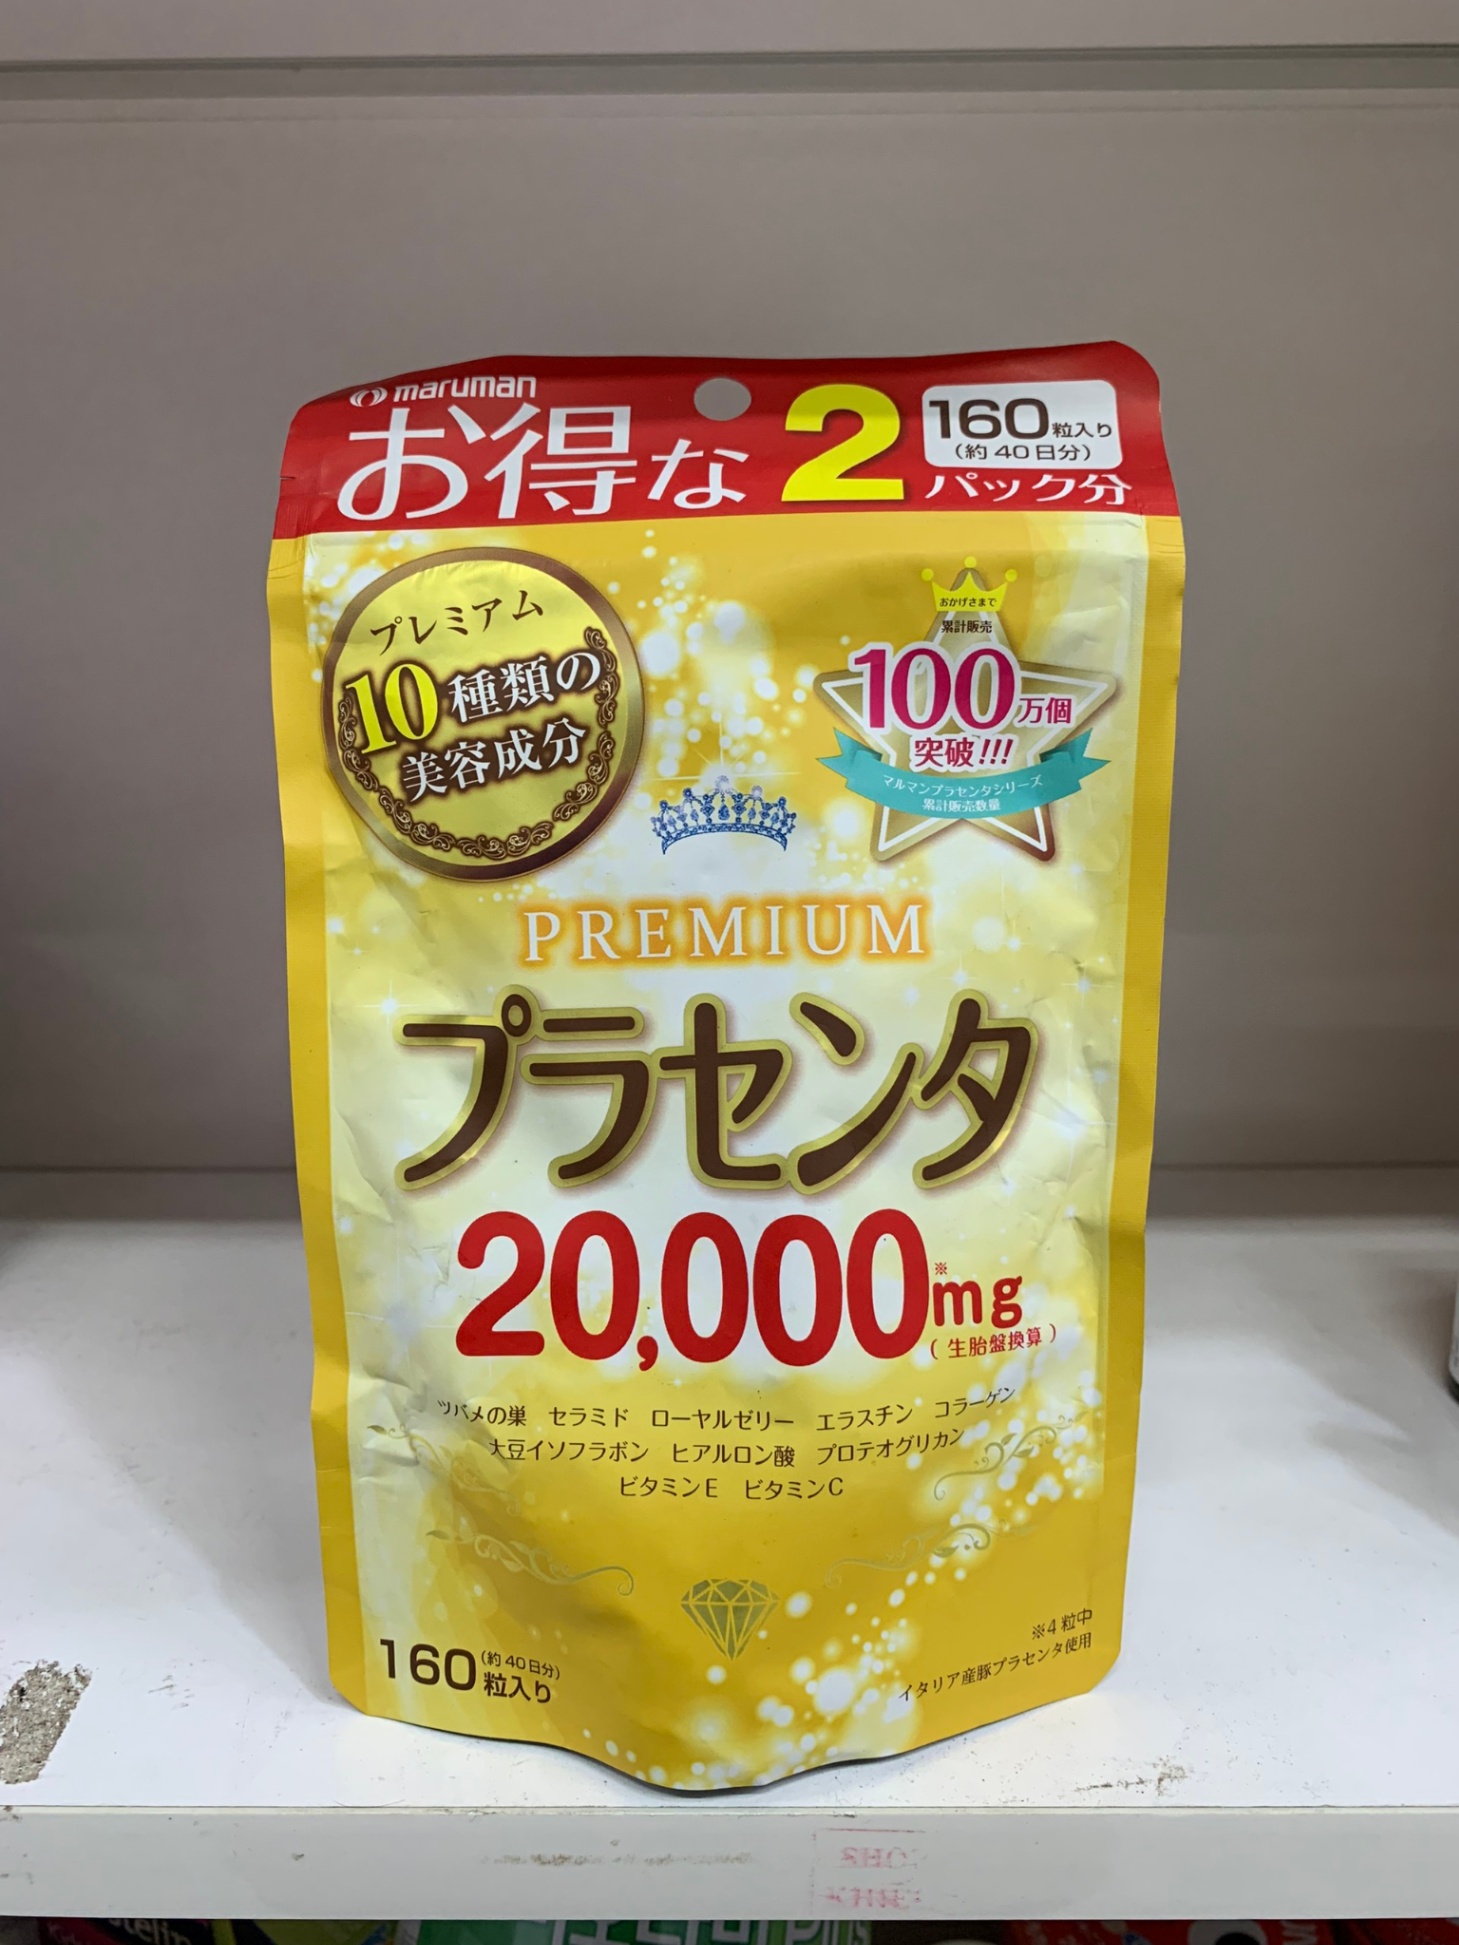 maruman
お得な2パック分
160粒入り
(約40日分)
プレミアム
10種類の
美容成分
おかげさまで
累計販売
100万個
突破!!!
マルマンプラセンタシリーズ
累計販売数量
PREMIUM
プラセンタ
20,000mg※
(生胎盤換算)
ツバメの巣 セラミド ローヤルゼリー エラスチン コラーゲン
大豆イソフラボン ヒアルロン酸 プロテオグリカン
ビタミンE ビタミンC
160粒入り
(約40日分)
※4粒中
イタリア産豚プラセンタ使用